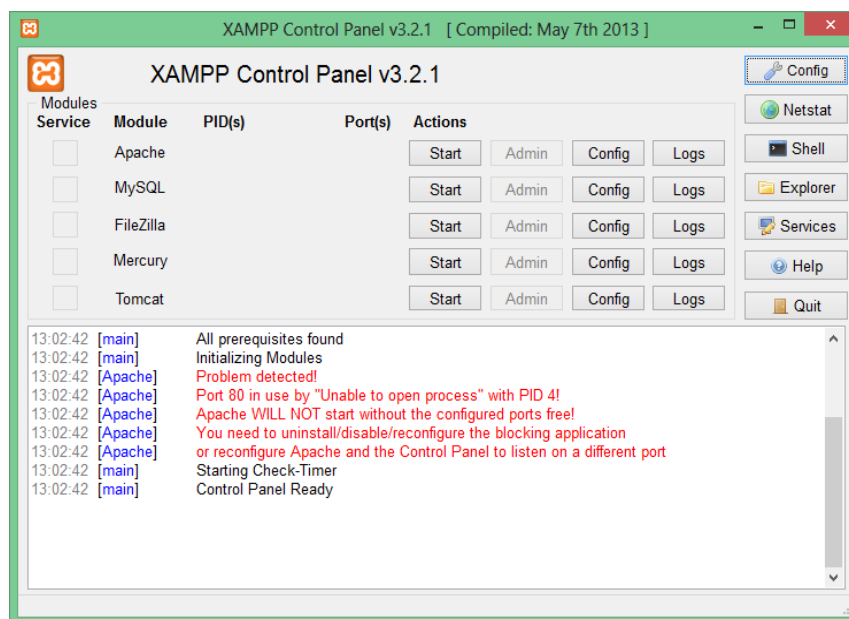 XAMPP Control Panel v3.2.1 [ Compiled: May 7th 2013 ]
XAMPP Control Panel v3.2.1
Config
Modules
Service Module PID(s) Port(s) Actions
Netstat
Apache Start Admin Config Logs
Shell
MySQL Start Admin Config Logs
Explorer
FileZilla Start Admin Config Logs
Services
Mercury Start Admin Config Logs
Help
Tomcat Start Admin Config Logs
Quit
13:02:42 [main] All prerequisites found
13:02:42 [main] Initializing Modules
13:02:42 [Apache] Problem detected!
13:02:42 [Apache] Port 80 in use by "Unable to open process" with PID 4!
13:02:42 [Apache] Apache WILL NOT start without the configured ports free!
13:02:42 [Apache] You need to uninstall/disable/reconfigure the blocking application
13:02:42 [Apache] or reconfigure Apache and the Control Panel to listen on a different port
13:02:42 [main] Starting Check-Timer
13:02:42 [main] Control Panel Ready